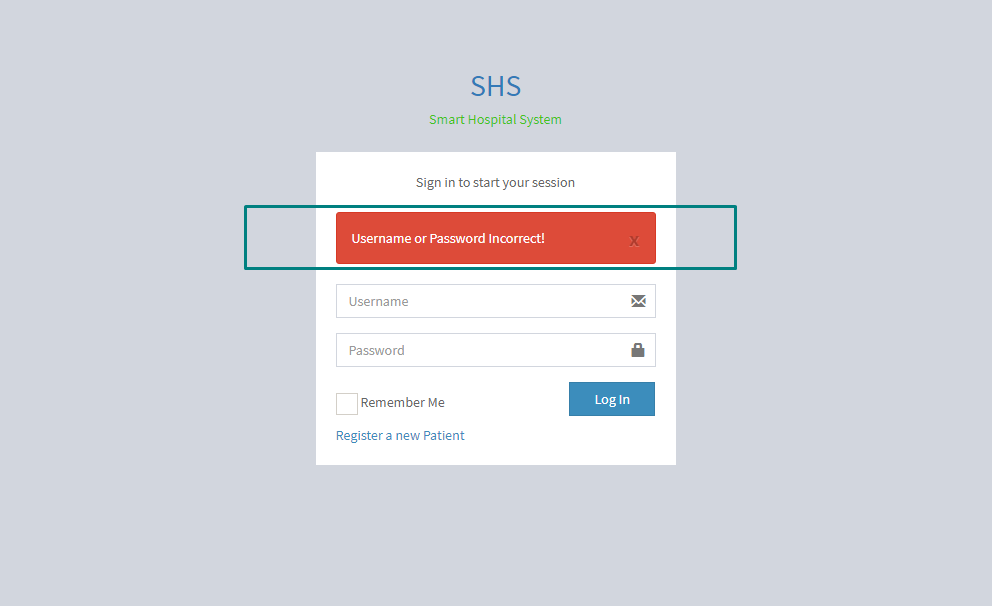 SHS
Smart Hospital System
Sign in to start your session
Username or Password Incorrect!
x
Username
Password
Remember Me
Log In
Register a new Patient